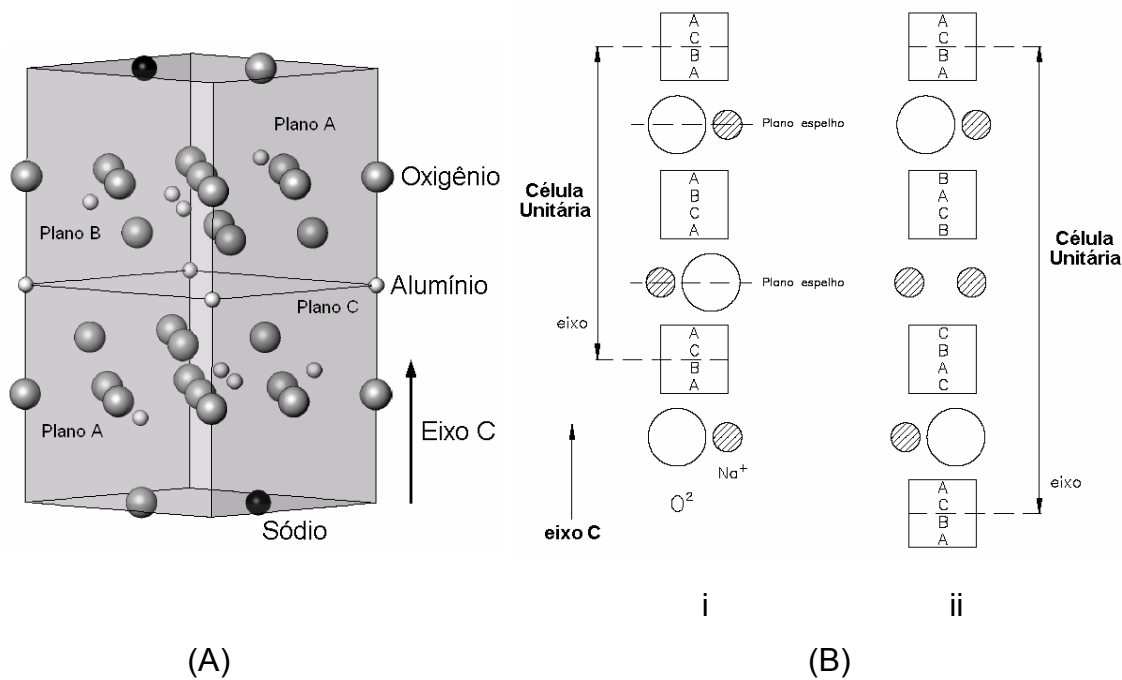 Plano A
Oxigênio
Plano B
Alumínio
Plano C
Plano A
Eixo C
Sódio
(A)
A
C
B
A
Plano espelho
A
B
C
A
Célula
Unitária
Plano espelho
eixo
A
C
B
A
Na+
O2
eixo C
i
A
C
B
A
B
A
C
B
Célula
Unitária
C
B
A
C
eixo
A
C
B
A
ii
(B)